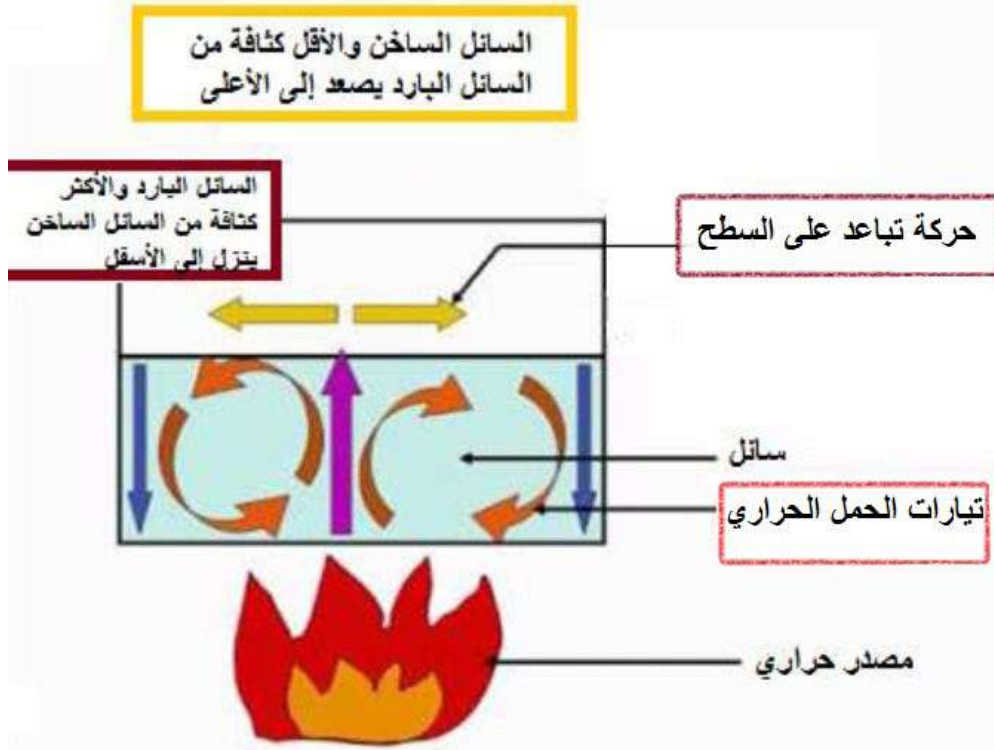 السائل الساخن والأقل كثافة من
السائل البارد يصعد إلى الأعلى
السائل البارد والأكثر
كثافة من السائل الساخن
ينزل إلى الأسفل
حركة تباعد على السطح
سائل
تيارات الحمل الحراري
مصدر حراري